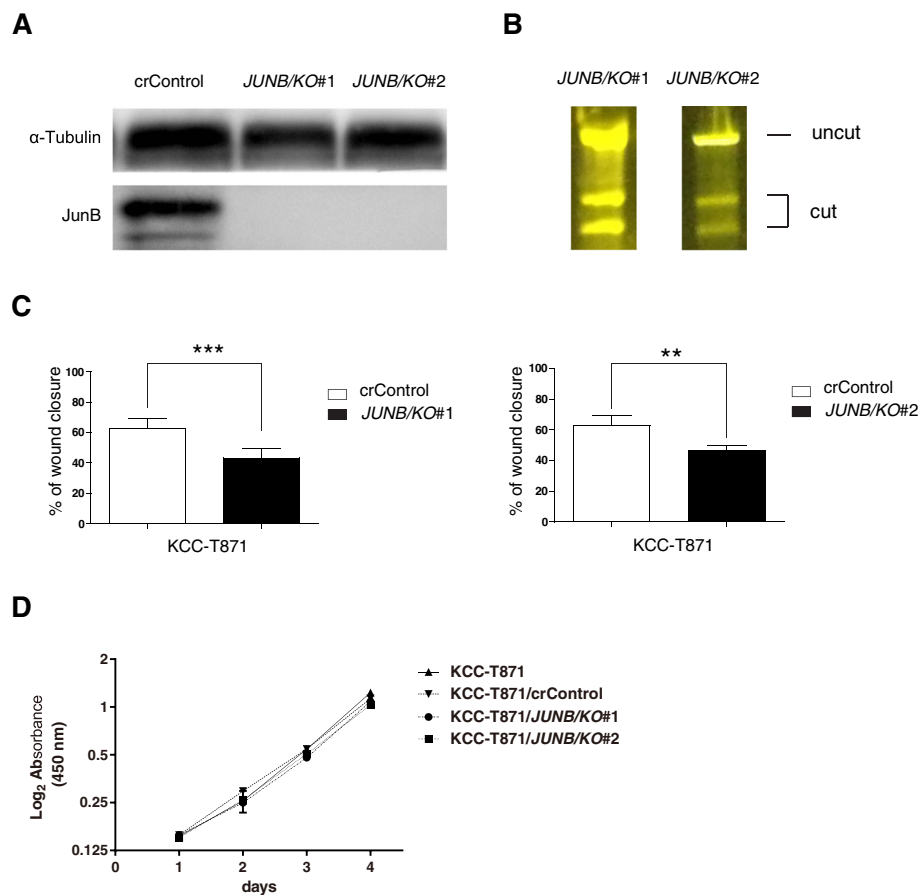 A
crControl JUNB/KO#1 JUNB/KO#2
α-Tubulin
JunB
B
JUNB/KO#1 JUNB/KO#2
uncut
cut
C
***
% of wound closure
100
80
60
40
20
0
KCC-T871
crControl
JUNB/KO#1
**
% of wound closure
100
80
60
40
20
0
KCC-T871
crControl
JUNB/KO#2
D
Log2 Absorbance
(450 nm)
2
1
0.5
0.25
0.125
0 1 2 3 4
days
KCC-T871
KCC-T871/crControl
KCC-T871/JUNB/KO#1
KCC-T871/JUNB/KO#2